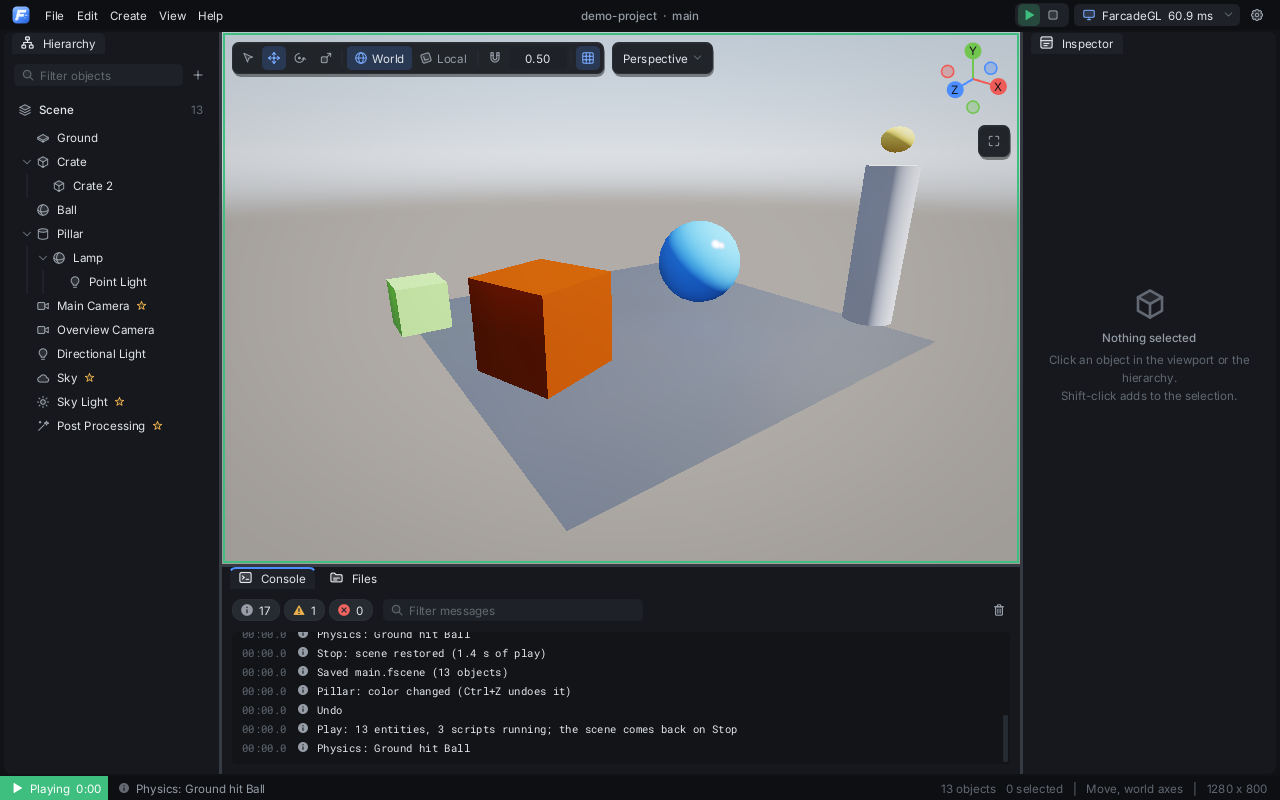 File Edit Create View Help
demo-project · main
FarcadeGL 60.9 ms
Hierarchy
Filter objects
Scene 13
Ground
Crate
Crate 2
Ball
Pillar
Lamp
Point Light
Main Camera
Overview Camera
Directional Light
Sky
Sky Light
Post Processing
World Local 0.50
Perspective
Y
X
Z
Inspector
Nothing selected
Click an object in the viewport or the
hierarchy.
Shift-click adds to the selection.
Console Files
17 1 0 Filter messages
00:00.0 Physics: Ground hit Ball
00:00.0 Stop: scene restored (1.4 s of play)
00:00.0 Saved main.fscene (13 objects)
00:00.0 Pillar: color changed (Ctrl+Z undoes it)
00:00.0 Undo
00:00.0 Play: 13 entities, 3 scripts running; the scene comes back on Stop
00:00.0 Physics: Ground hit Ball
Playing 0:00 Physics: Ground hit Ball
13 objects 0 selected | Move, world axes | 1280 x 800